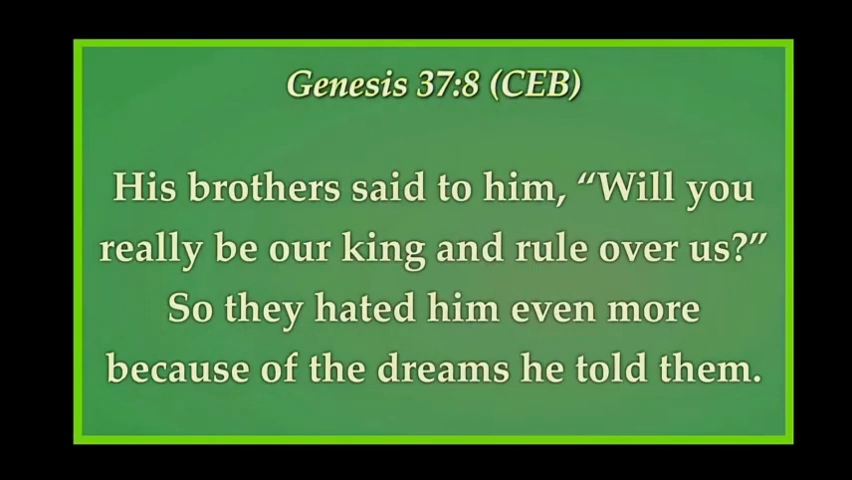 Genesis 37:8 (CEB)
His brothers said to him, “Will you
really be our king and rule over us?”
So they hated him even more
because of the dreams he told them.